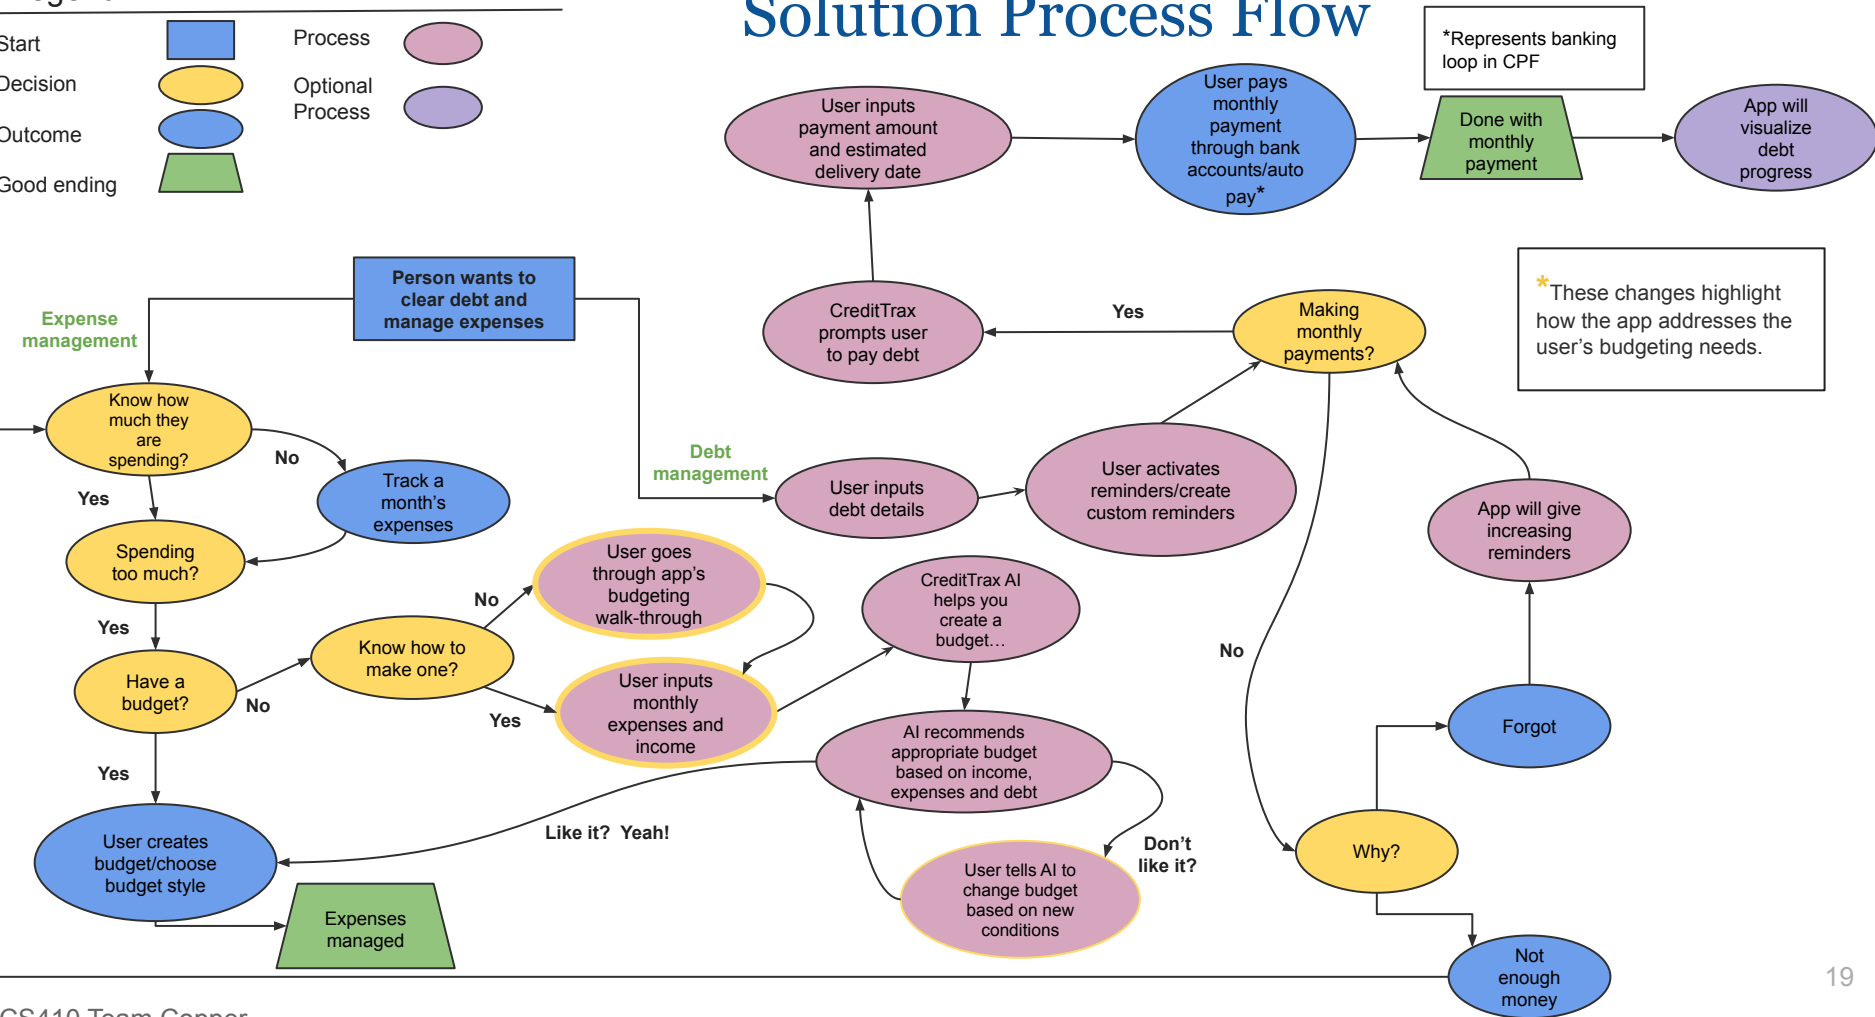 Solution Process Flow
Start
Decision
Outcome
Good ending
Process
Optional
Process
*Represents banking
loop in CPF
User inputs
payment amount
and estimated
delivery date
User pays
monthly
payment
through bank
accounts/auto
pay*
Done with
monthly
payment
App will
visualize
debt
progress
*These changes highlight
how the app addresses the
user's budgeting needs.
Person wants to
clear debt and
manage expenses
Expense
management
Debt
management
CreditTrax
prompts user
to pay debt
Yes
Making
monthly
payments?
Know how
much they
are
spending?
No
Track a
month's
expenses
Yes
Spending
too much?
Yes
Have a
budget?
No
Know how to
make one?
No
User goes
through app's
budgeting
walk-through
Yes
User inputs
monthly
expenses and
income
Yes
User creates
budget/choose
budget style
Expenses
managed
User inputs
debt details
User activates
reminders/create
custom reminders
CreditTrax AI
helps you
create a
budget…
AI recommends
appropriate budget
based on income,
expenses and debt
Like it? Yeah!
Don't
like it?
User tells AI to
change budget
based on new
conditions
No
App will give
increasing
reminders
Forgot
Why?
Not
enough
money
19